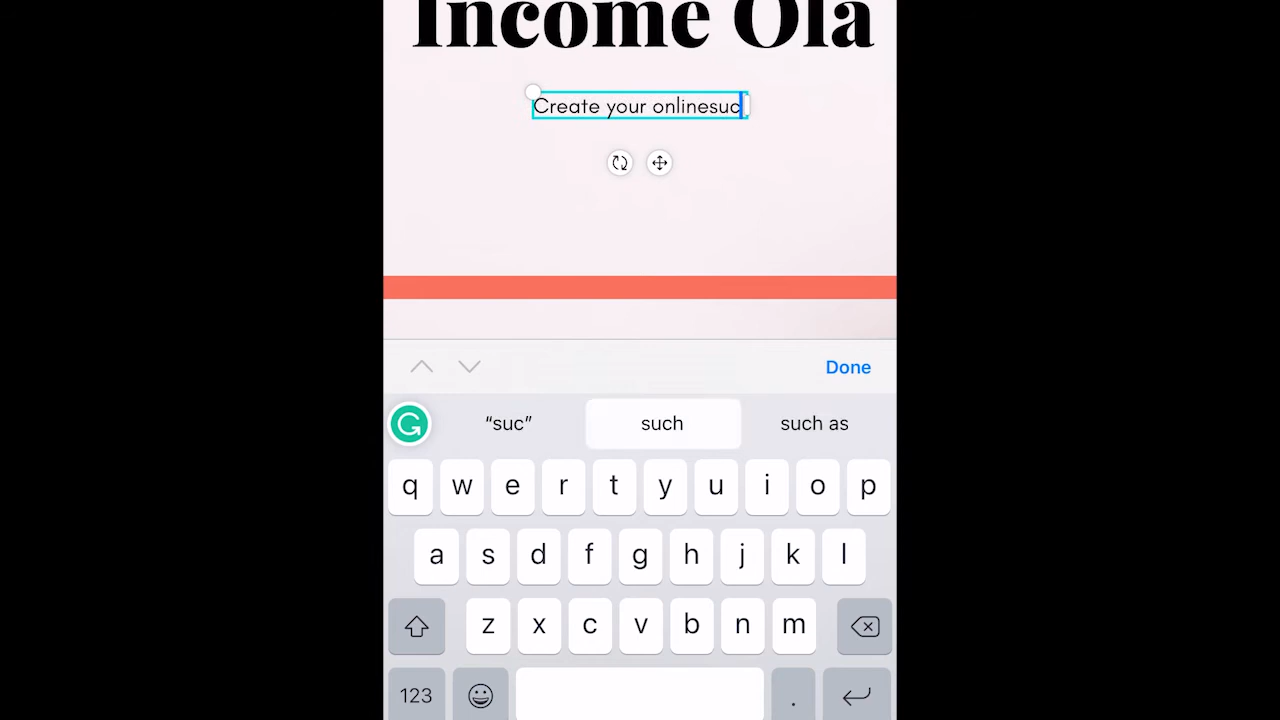 Income Ola
Create your onlinesuc
Done
“suc” such such as
q w e r t y u i o p
a s d f g h j k l
z x c v b n m
123 .